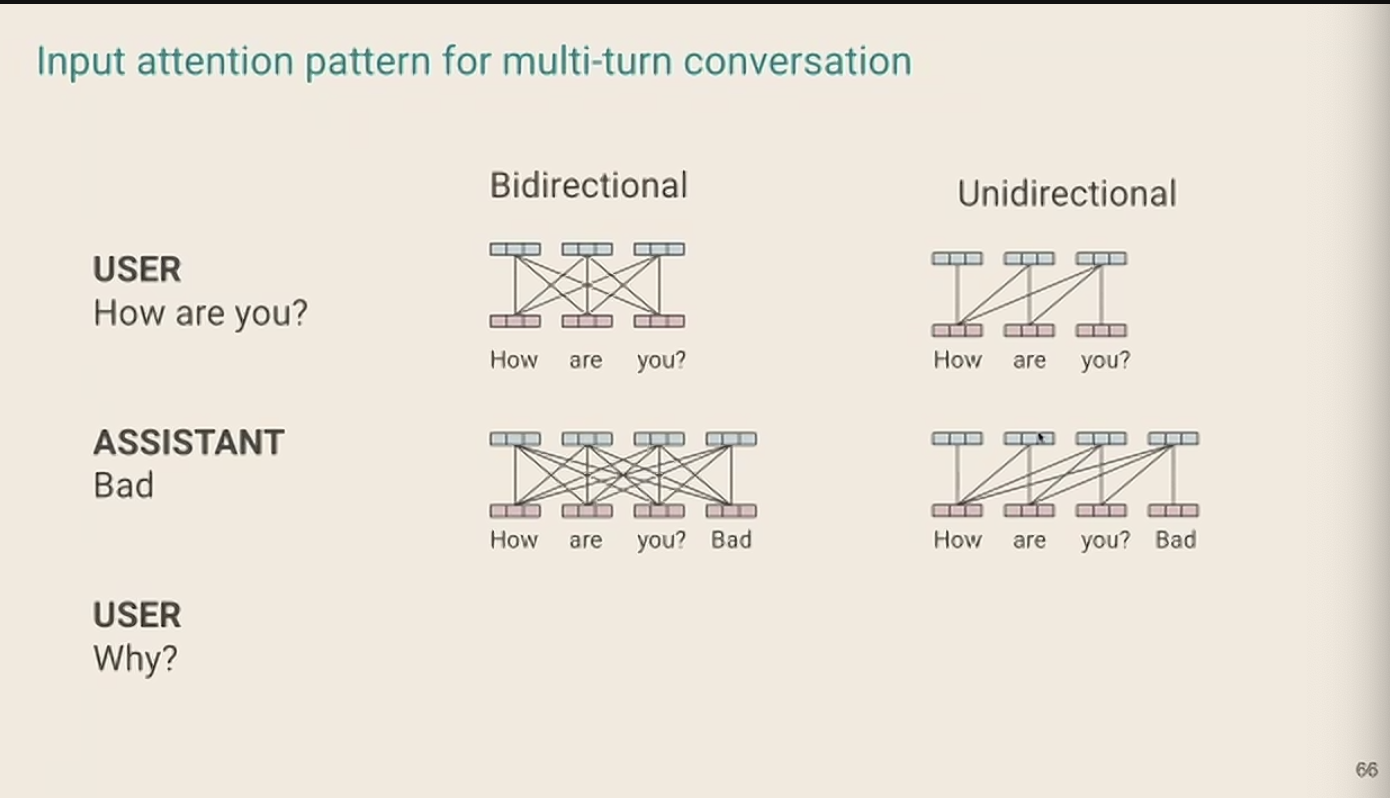 Input attention pattern for multi-turn conversation
Bidirectional
Unidirectional
USER
How are you?
How are you?
How are you?
ASSISTANT
Bad
How are you? Bad
How are you? Bad
USER
Why?
66